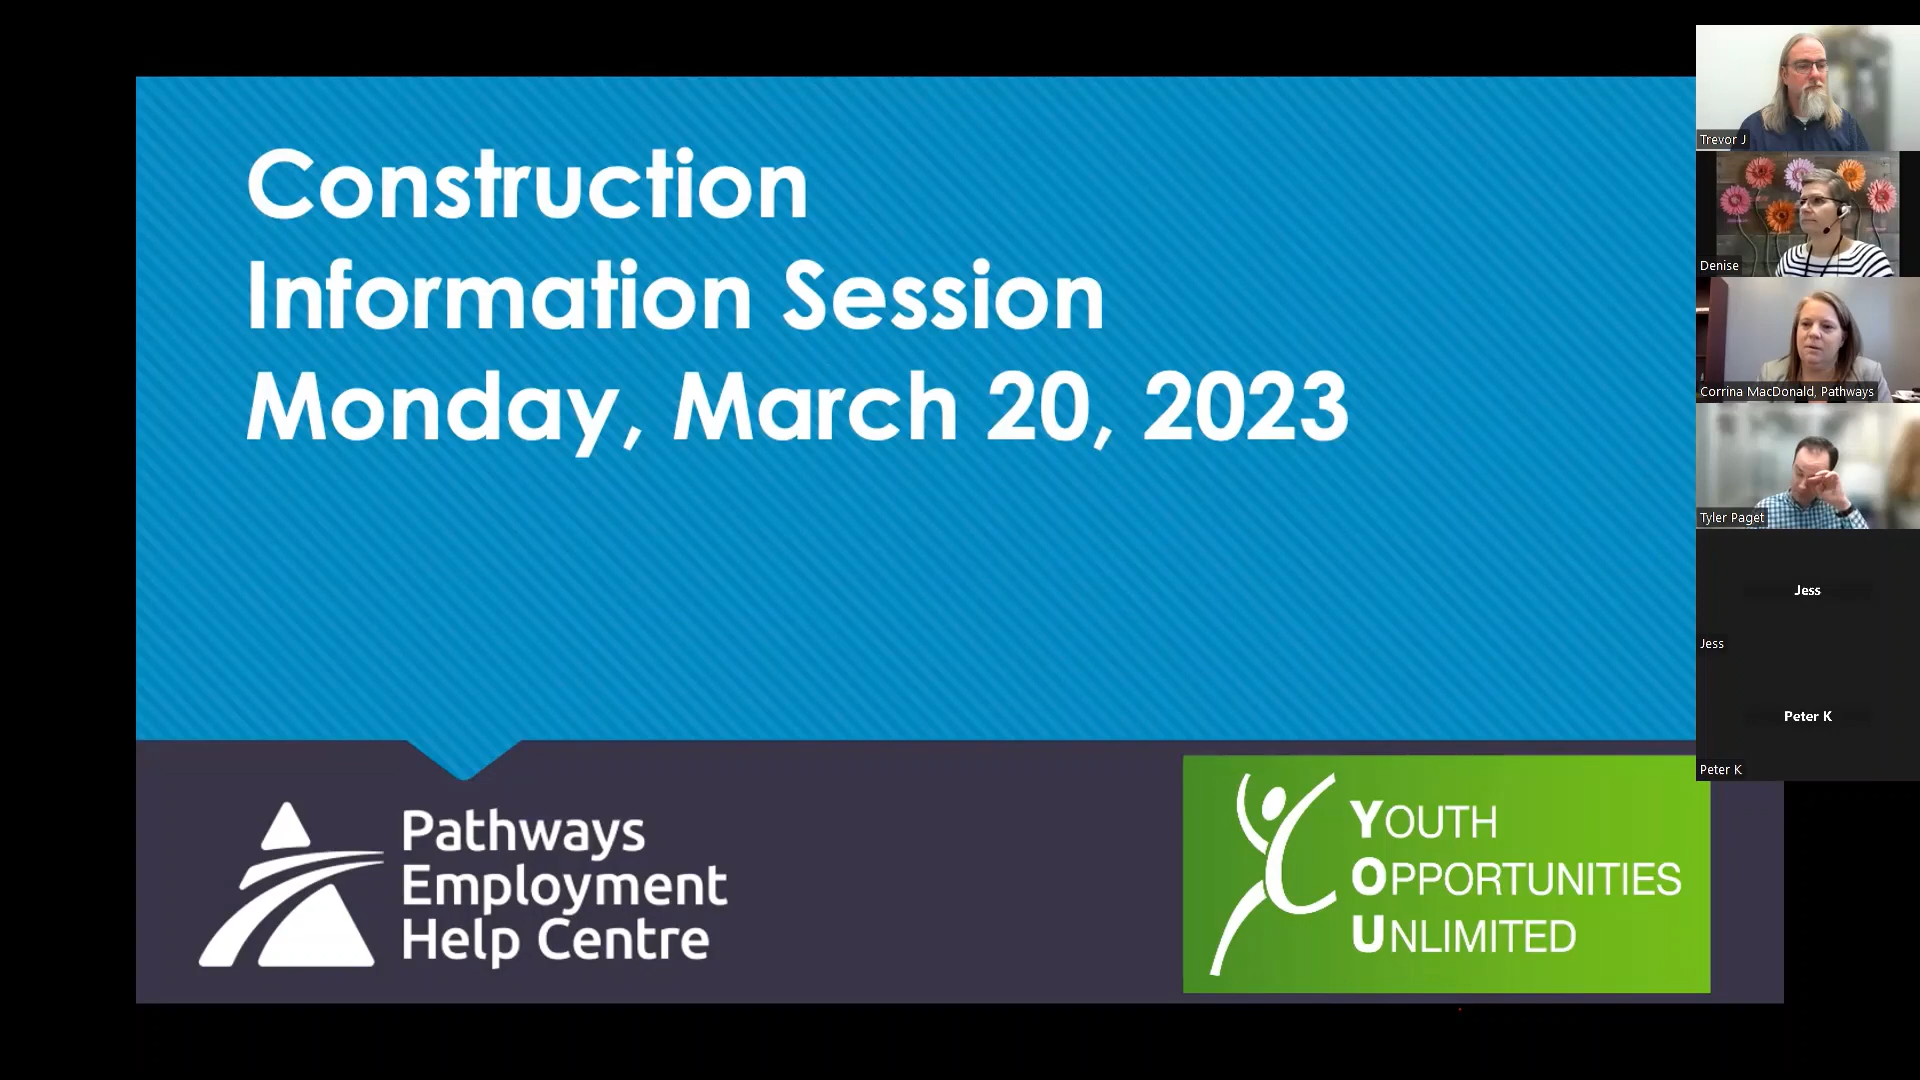 Construction
Information Session
Monday, March 20, 2023
Pathways
Employment
Help Centre
YOUTH
OPPORTUNITIES
UNLIMITED
Trevor J
Denise
Corrina MacDonald, Pathways
Tyler Paget
Jess
Jess
Peter K
Peter K